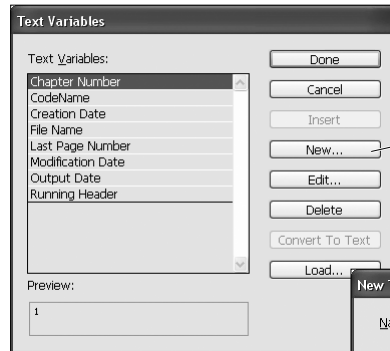 Text Variables
Text Variables:
Chapter Number
CodeName
Creation Date
File Name
Last Page Number
Modification Date
Output Date
Running Header
Done
Cancel
Insert
New...
Edit...
Delete
Convert To Text
Load...
Preview:
1
New